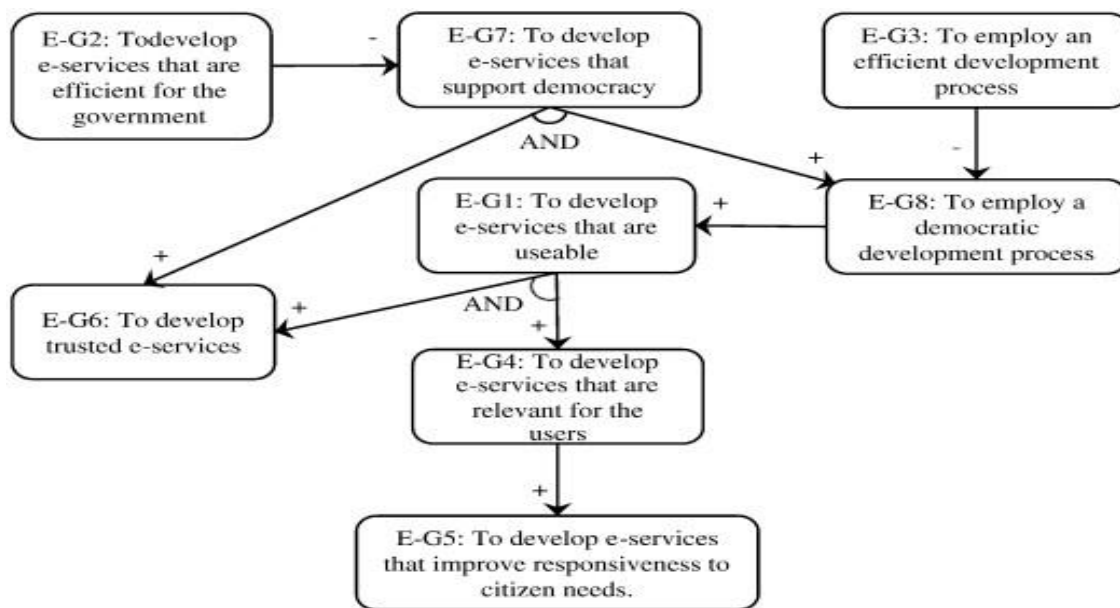 E-G2: Todevelop
e-services that are
efficient for the
government
-
E-G7: To develop
e-services that
support democracy
E-G3: To employ an
efficient development
process
AND
+
-
E-G1: To develop
e-services that are
useable
+
E-G8: To employ a
democratic
development process
+
E-G6: To develop
trusted e-services
+
AND
+
E-G4: To develop
e-services that are
relevant for the
users
+
E-G5: To develop e-services
that improve responsiveness to
citizen needs.